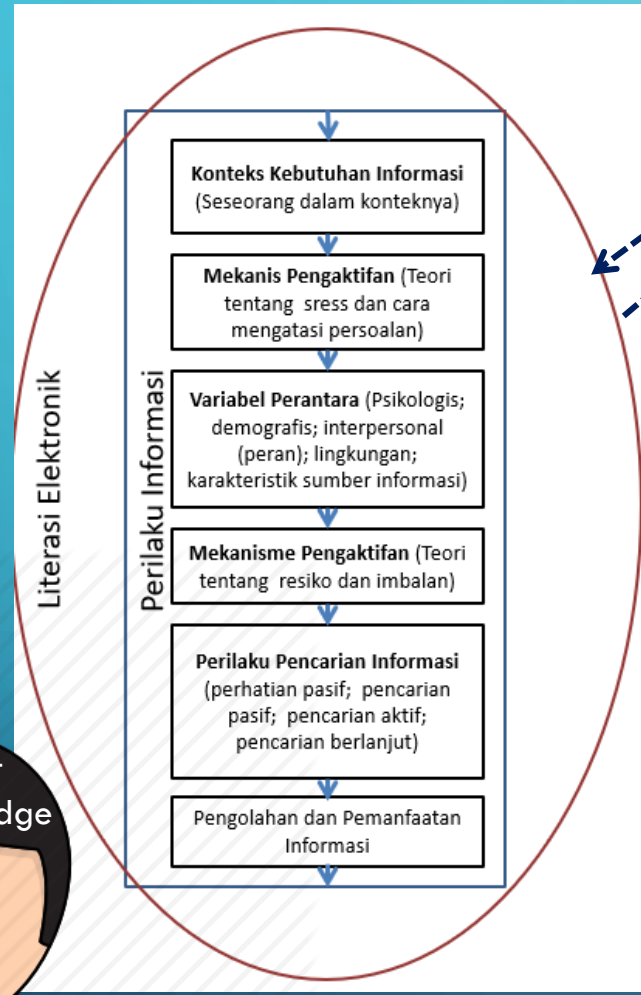 Literasi Elektronik
Perilaku Informasi
Konteks Kebutuhan Informasi
(Seseorang dalam konteknya)
Mekanis Pengaktifan (Teori
tentang sress dan cara
mengatasi persoalan)
Variabel Perantara (Psikologis;
demografis; interpersonal
(peran); lingkungan;
karakteristik sumber informasi)
Mekanisme Pengaktifan (Teori
tentang resiko dan imbalan)
Perilaku Pencarian Informasi
(perhatian pasif; pencarian
pasif; pencarian aktif;
pencarian berlanjut)
Pengolahan dan Pemanfaatan
Informasi
dge